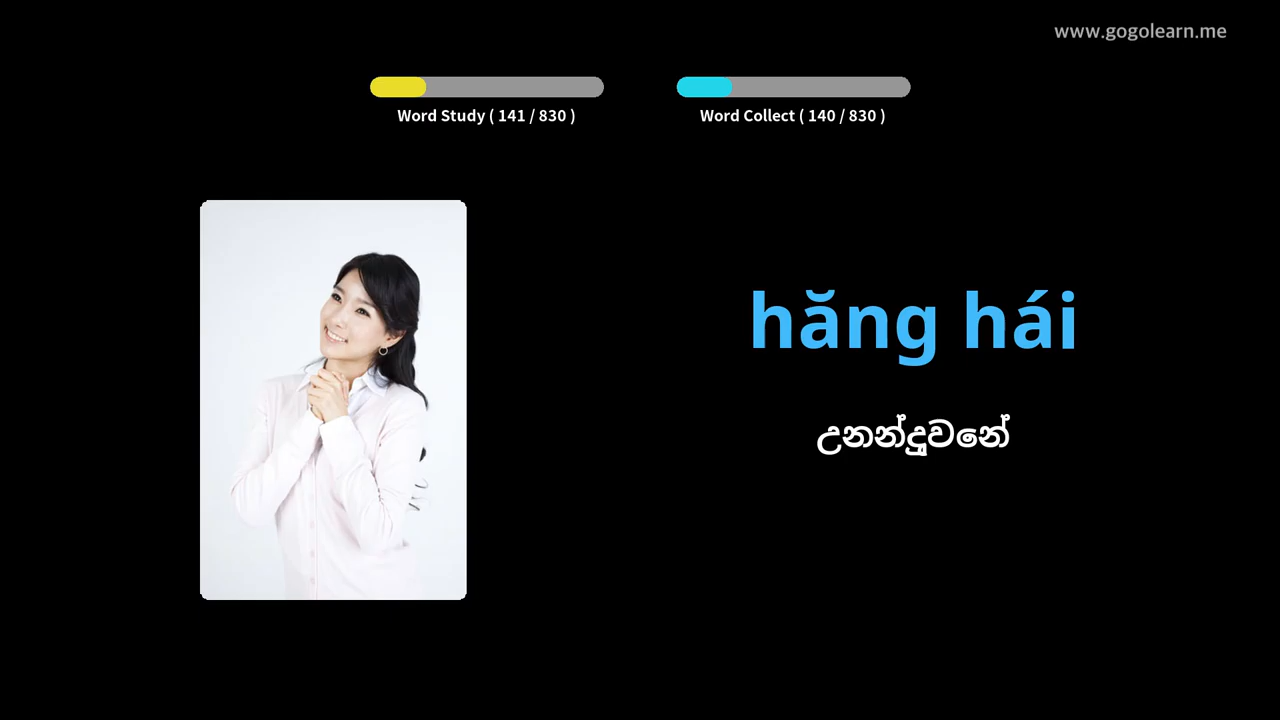 www.gogolearn.me
Word Study ( 141 / 830 )
Word Collect ( 140 / 830 )
hăng hái
උනන්දුවනේ